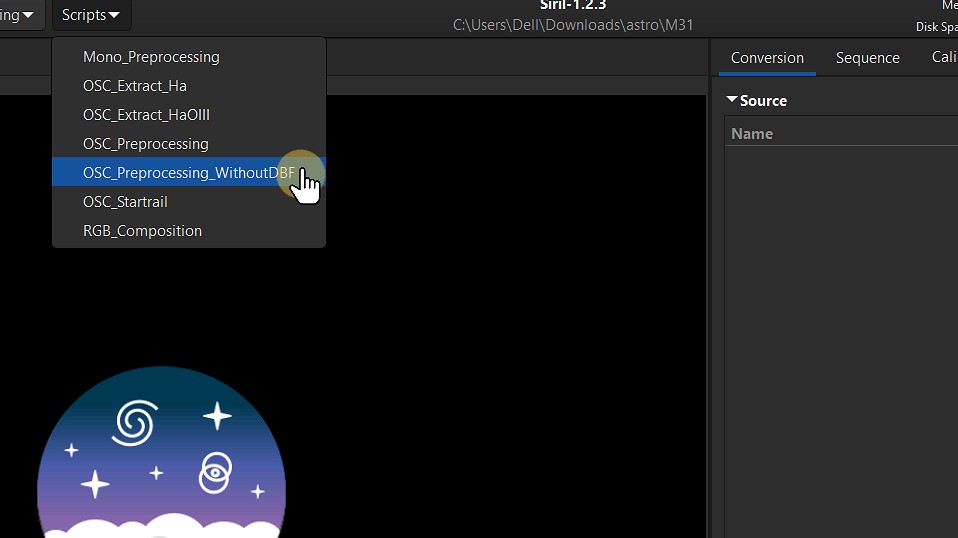 ing Scripts
Siril-1.2.3
C:\Users\Dell\Downloads\astro\M31
Disk Spa
Mono_Preprocessing
OSC_Extract_Ha
OSC_Extract_HaOIII
OSC_Preprocessing
OSC_Preprocessing_WithoutDBF
OSC_Startrail
RGB_Composition
Conversion Sequence Cali
Source
Name